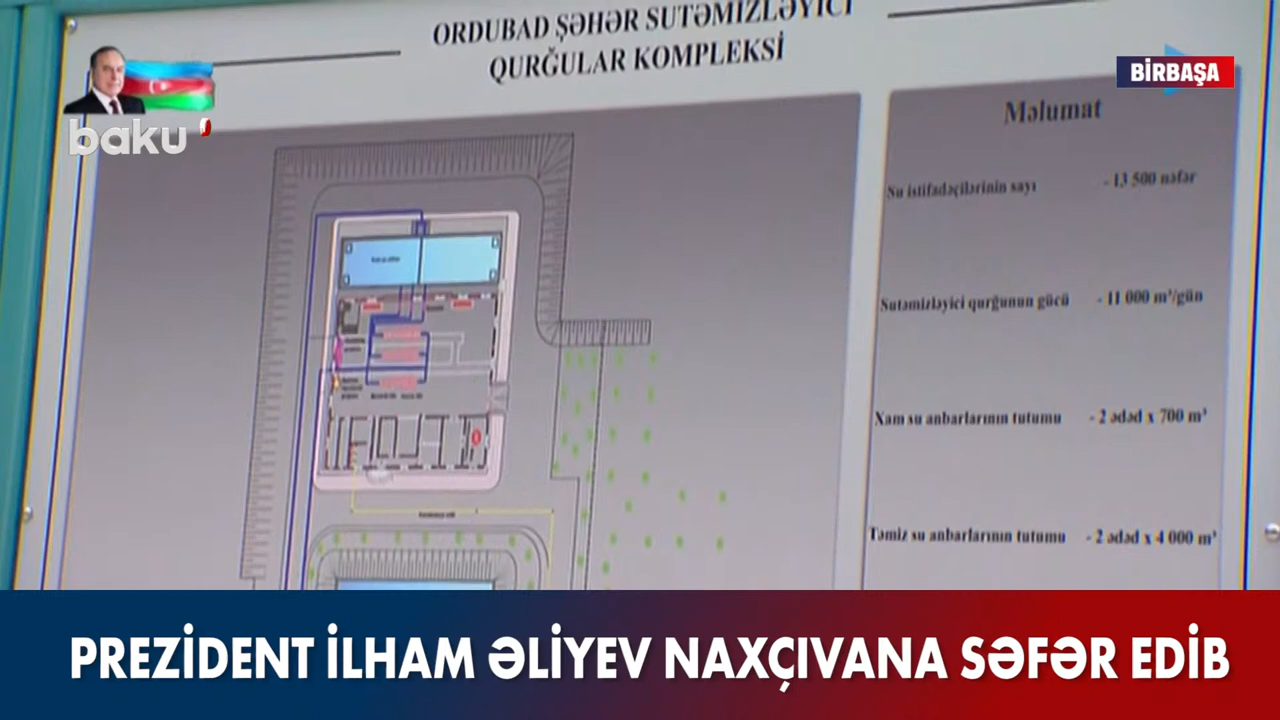 ORDUBAD ŞƏHƏR SUTƏMİZLƏYİCİ
QURĞULAR KOMPLEKSİ
BİRBAŞA
baku
Məlumat
Su istifadəçilərinin sayı - 13 500 nəfər
Sutəmizləyici qurğunun gücü - 11 000 m³/gün
Xam su anbarlarının tutumu - 2 ədəd x 700 m³
Təmiz su anbarlarının tutumu - 2 ədəd x 4 000 m³
PREZİDENT İLHAM ƏLİYEV NAXÇIVANA SƏFƏR EDİB